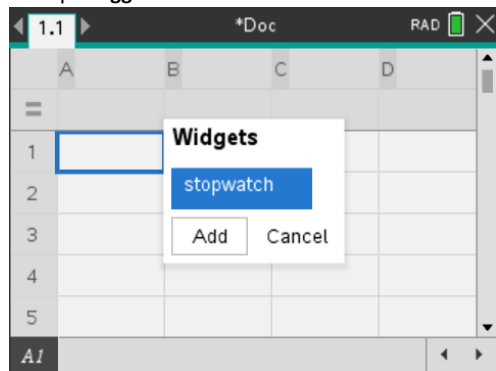 1.1 *Doc RAD
A B C D
=
Widgets
1
stopwatch
2
3 Add Cancel
4
5
A1